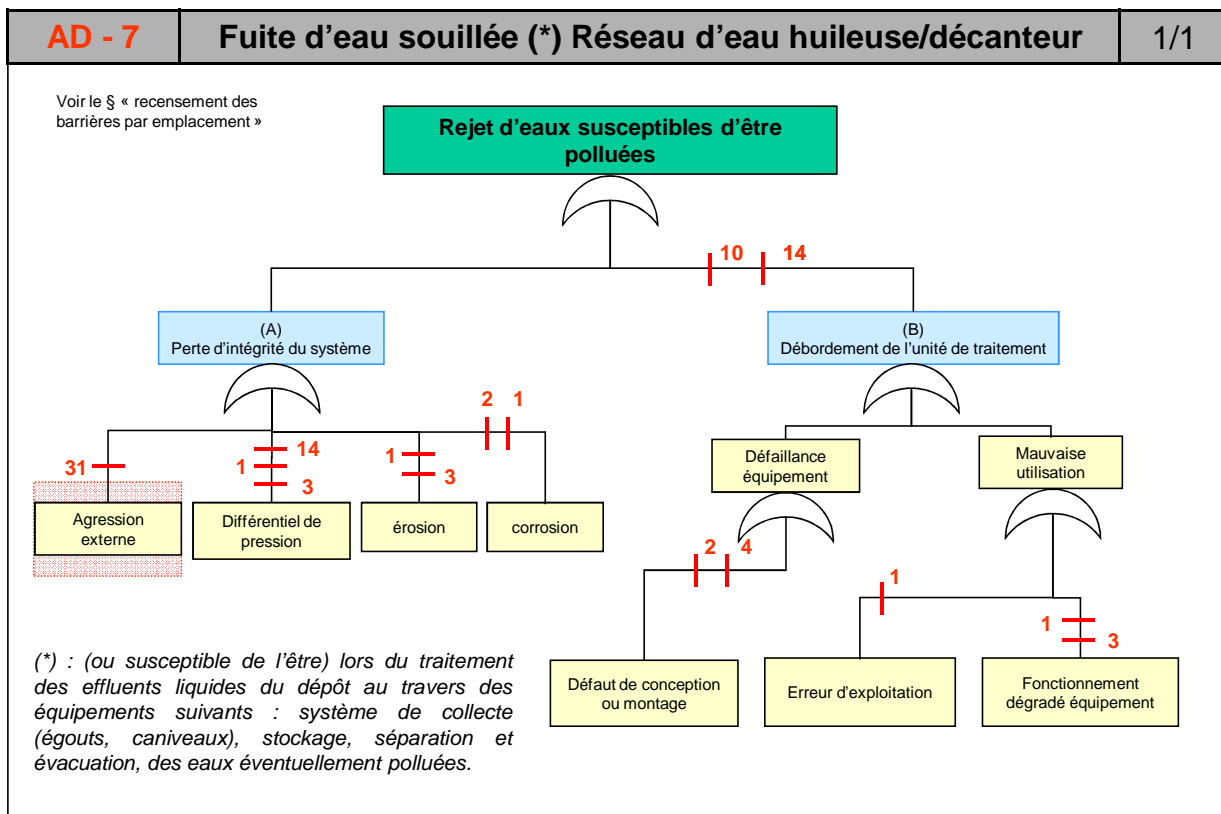 AD - 7
Fuite d’eau souillée (*) Réseau d’eau huileuse/décanteur
1/1
Voir le § « recensement des
barrières par emplacement »
Rejet d’eaux susceptibles d’être
polluées
10
14
(A)
Perte d’intégrité du système
(B)
Débordement de l’unité de traitement
2
1
31
14
1
3
1
3
Défaillance
équipement
Mauvaise
utilisation
Agression
externe
Différentiel de
pression
érosion
corrosion
2
4
1
1
3
Défaut de conception
ou montage
Erreur d’exploitation
Fonctionnement
dégradé équipement
(*) : (ou susceptible de l’être) lors du traitement
des effluents liquides du dépôt au travers des
équipements suivants : système de collecte
(égouts, caniveaux), stockage, séparation et
évacuation, des eaux éventuellement polluées.